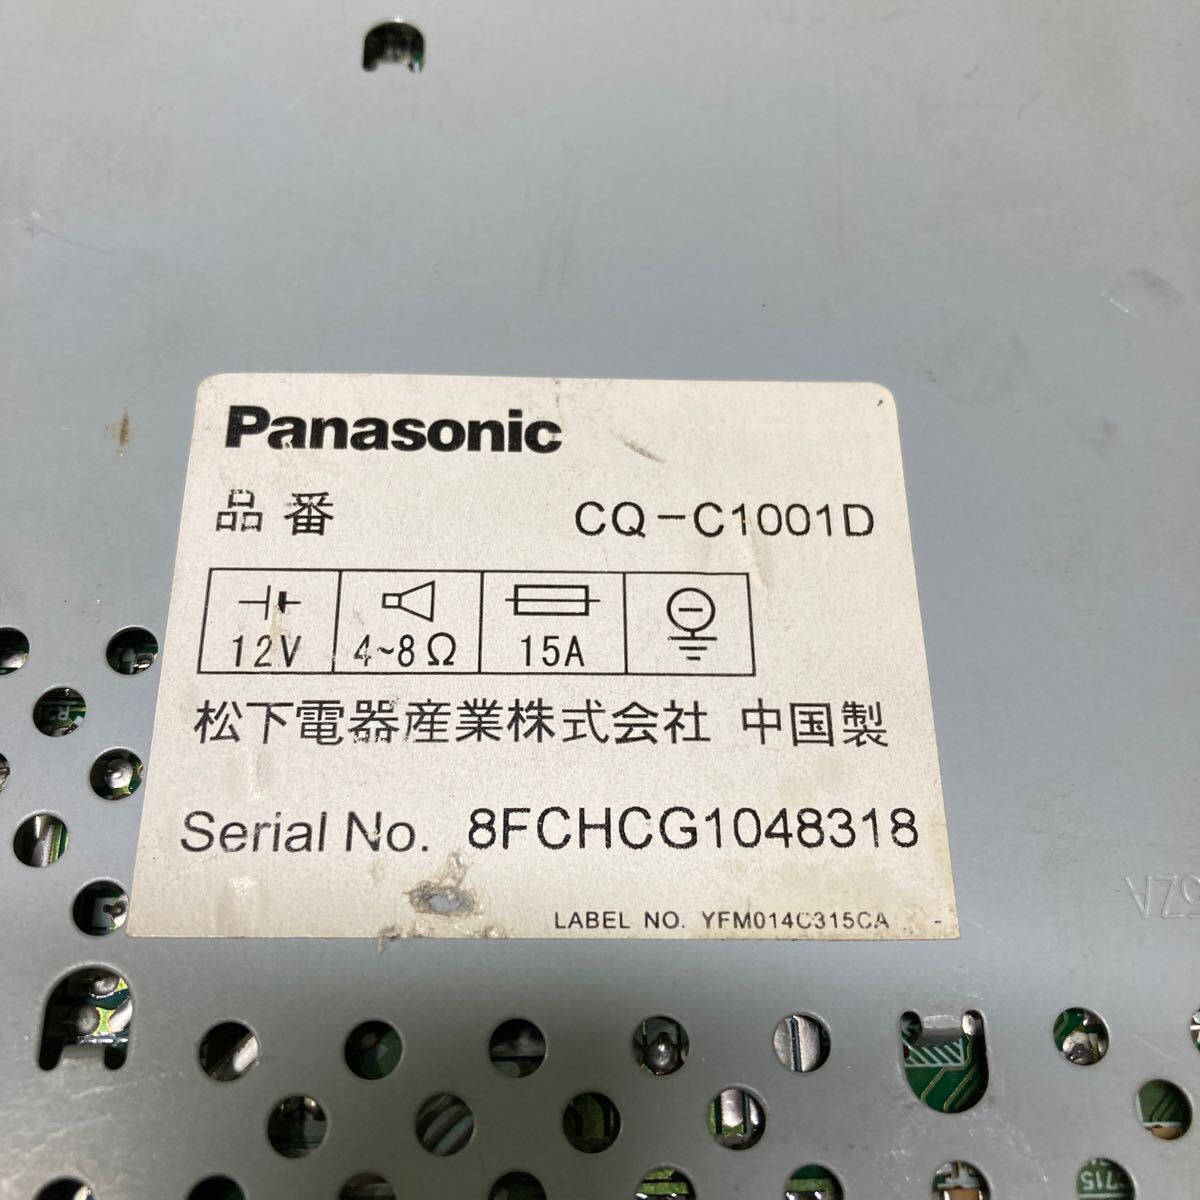 Panasonic
品番 CQ-C1001D
12V 4~8Ω 15A
松下電器産業株式会社 中国製
Serial No. 8FCHCG1048318
LABEL NO. YFM014C315CA